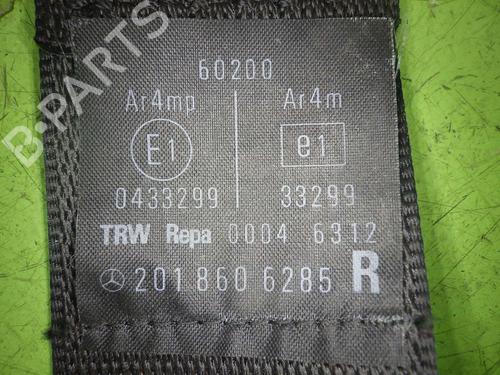 B-PARTS
60200
Ar4mp Ar4m
E1 e1
0433299 33299
TRW Repa 0004 6312
201 860 6285 R